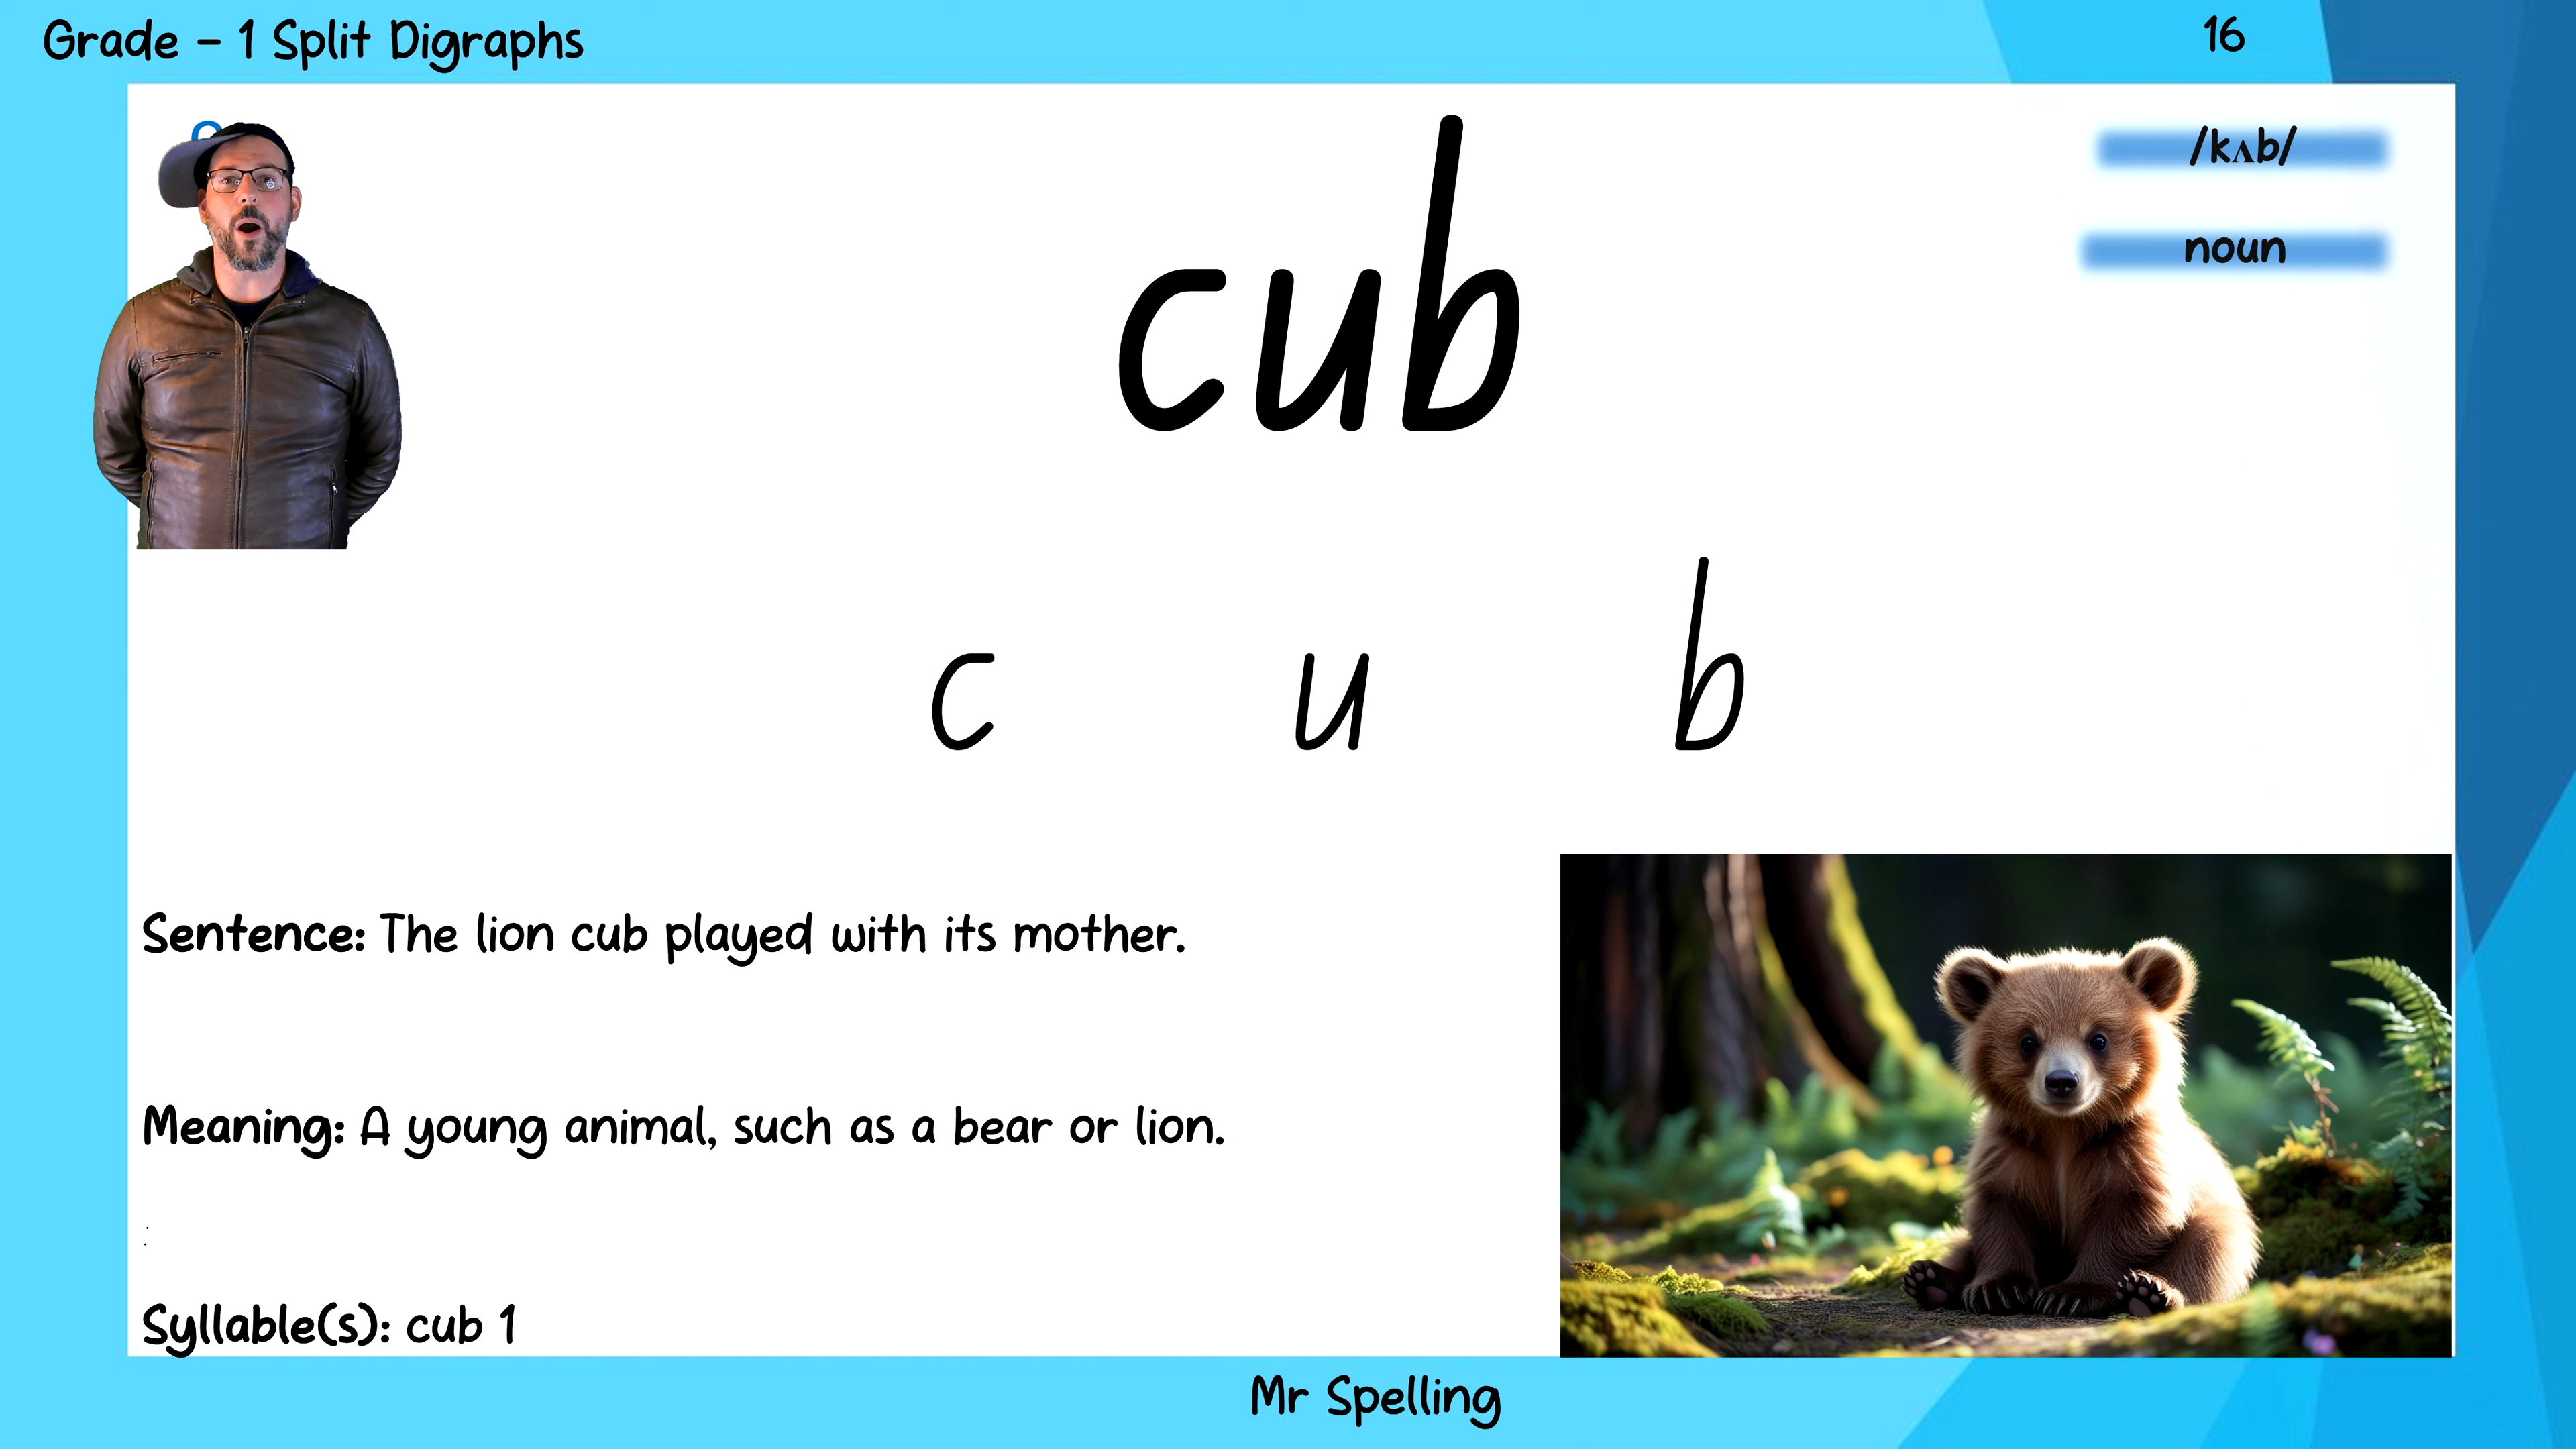 Grade - 1 Split Digraphs
16
/kʌb/
noun
cub
c u b
Sentence: The lion cub played with its mother.
Meaning: A young animal, such as a bear or lion.
Syllable(s): cub 1
Mr Spelling